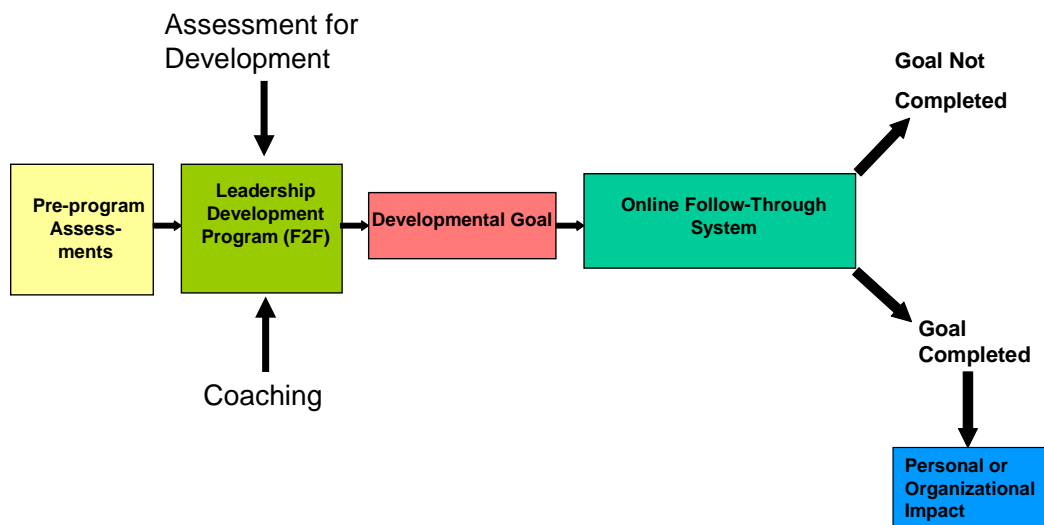 Assessment for
Development
Goal Not
Completed
Pre-program
Assess-
ments
Leadership
Development
Program (F2F)
Developmental Goal
Online Follow-Through
System
Goal
Completed
Coaching
Personal or
Organizational
Impact